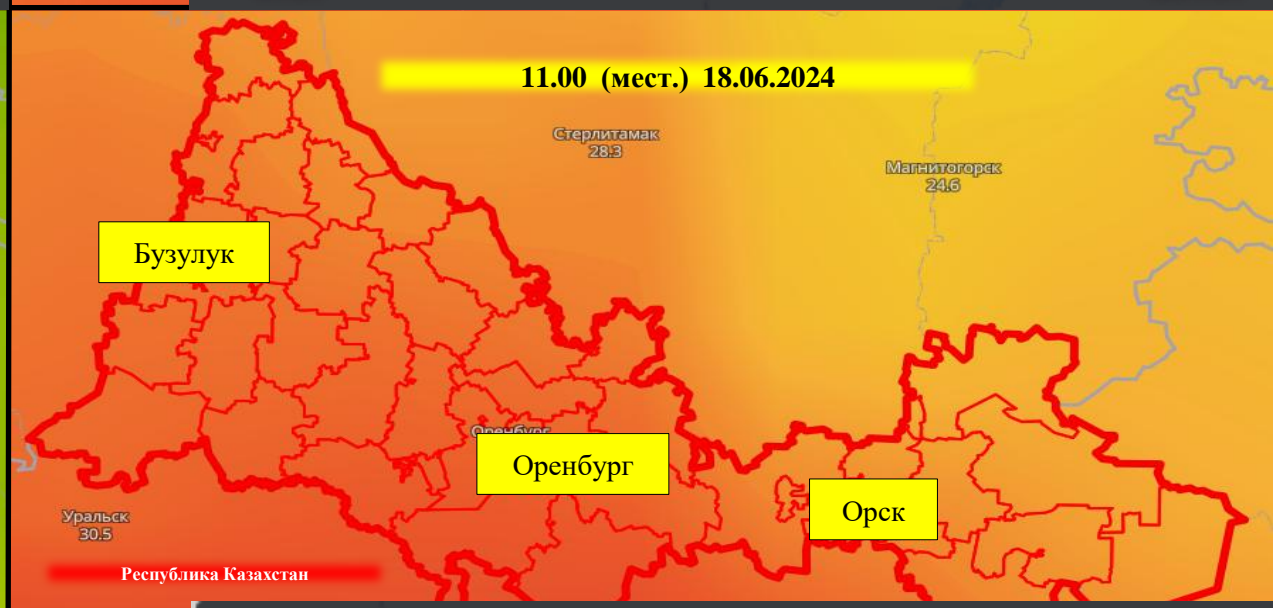 11.00 (мест.) 18.06.2024
Стерлитамак
28.3
Магнитогорск
24.6
Бузулук
Оренбург
Оренбург
Орск
Уральск
30.5
Республика Казахстан